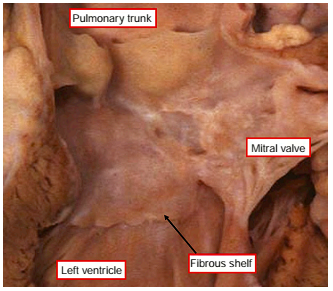 Pulmonary trunk
Mitral valve
Fibrous shelf
Left ventricle